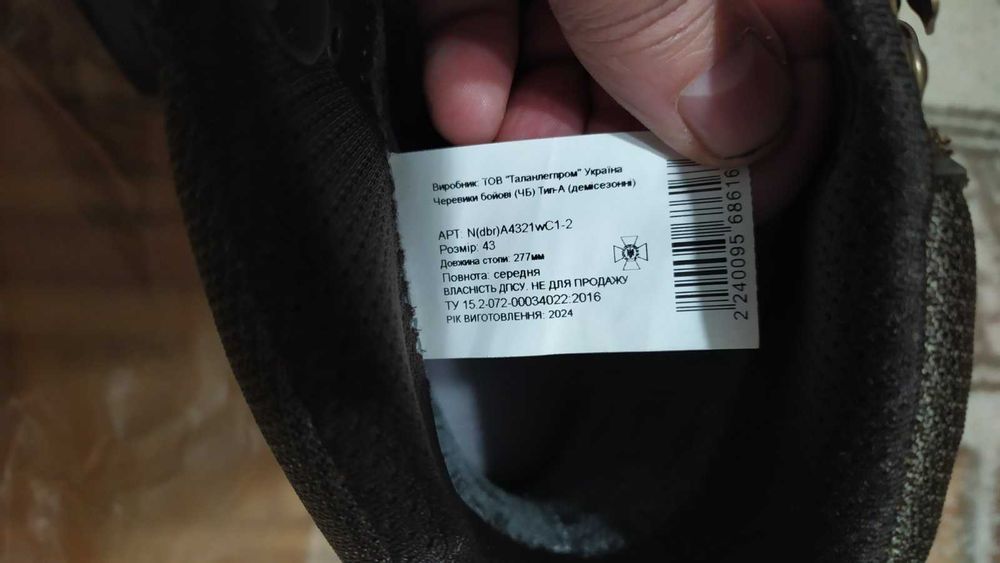 Виробник: ТОВ "Таланлегпром" Україна
Черевики бойові (ЧБ) Тип-А (демісезонні)
АРТ: N(dbr)A4321wC1-2
Розмір: 43
Довжина стопи: 277мм
Повнота: середня
ВЛАСНІСТЬ ДПСУ. НЕ ДЛЯ ПРОДАЖУ
ТУ 15.2-072-00034022:2016
РІК ВИГОТОВЛЕННЯ: 2024
2 240095 68616